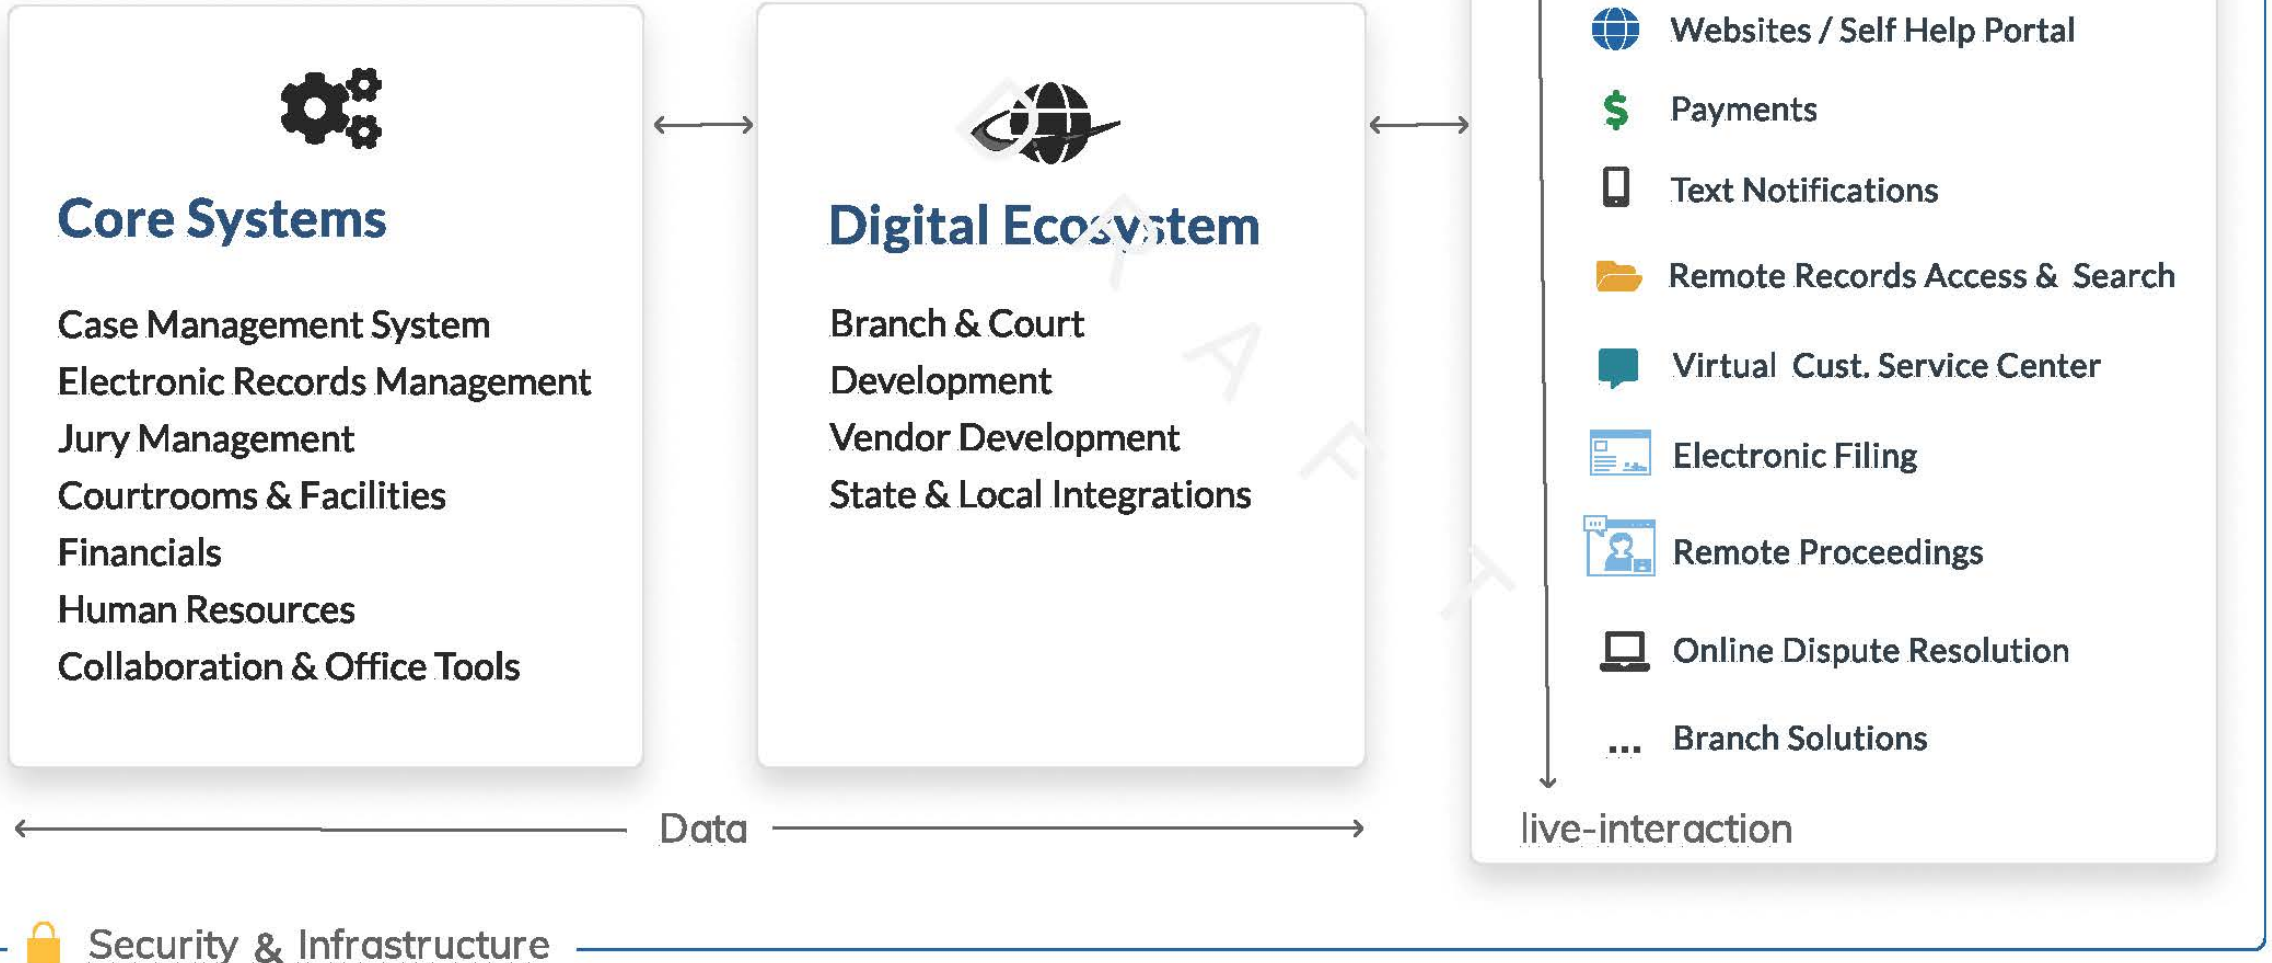 Core Systems
Case Management System
Electronic Records Management
Jury Management
Courtrooms & Facilities
Financials
Human Resources
Collaboration & Office Tools
Digital Ecosystem
Branch & Court
Development
Vendor Development
State & Local Integrations
Websites / Self Help Portal
$ Payments
Text Notifications
Remote Records Access & Search
Virtual Cust. Service Center
Electronic Filing
Remote Proceedings
Online Dispute Resolution
... Branch Solutions
live-interaction
Data
Security & Infrastructure
DRAFT